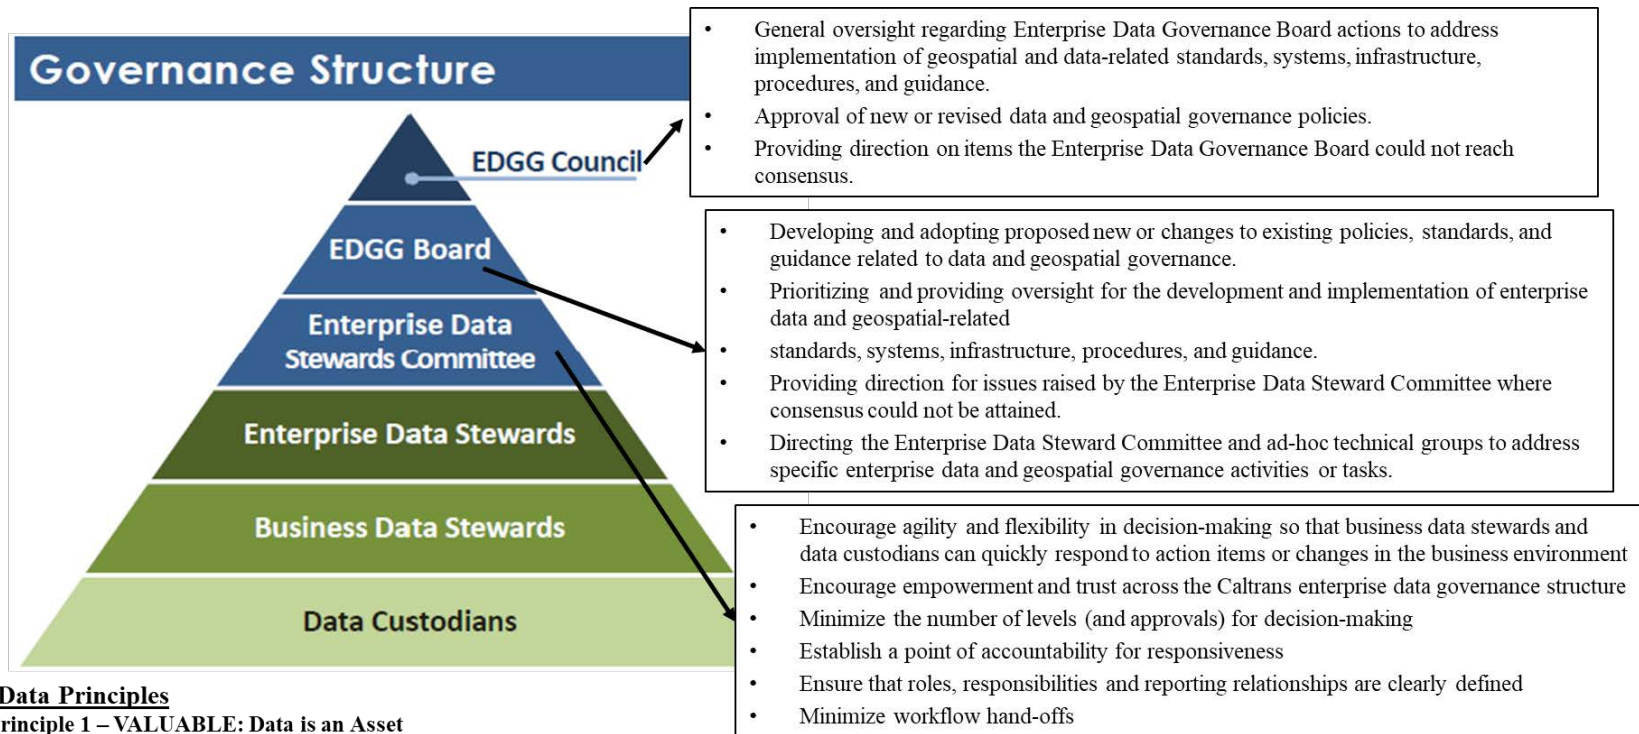 Governance Structure
EDGG Council
EDGG Board
Enterprise Data
Stewards Committee
Enterprise Data Stewards
Business Data Stewards
Data Custodians
• General oversight regarding Enterprise Data Governance Board actions to address
implementation of geospatial and data-related standards, systems, infrastructure,
procedures, and guidance.
• Approval of new or revised data and geospatial governance policies.
• Providing direction on items the Enterprise Data Governance Board could not reach
consensus.
• Developing and adopting proposed new or changes to existing policies, standards, and
guidance related to data and geospatial governance.
• Prioritizing and providing oversight for the development and implementation of enterprise
data and geospatial-related
• standards, systems, infrastructure, procedures, and guidance.
• Providing direction for issues raised by the Enterprise Data Steward Committee where
consensus could not be attained.
• Directing the Enterprise Data Steward Committee and ad-hoc technical groups to address
specific enterprise data and geospatial governance activities or tasks.
• Encourage agility and flexibility in decision-making so that business data stewards and
data custodians can quickly respond to action items or changes in the business environment
• Encourage empowerment and trust across the Caltrans enterprise data governance structure
• Minimize the number of levels (and approvals) for decision-making
• Establish a point of accountability for responsiveness
• Ensure that roles, responsibilities and reporting relationships are clearly defined
• Minimize workflow hand-offs
Data Principles
rinciple 1 – VALUABLE: Data is an Asset